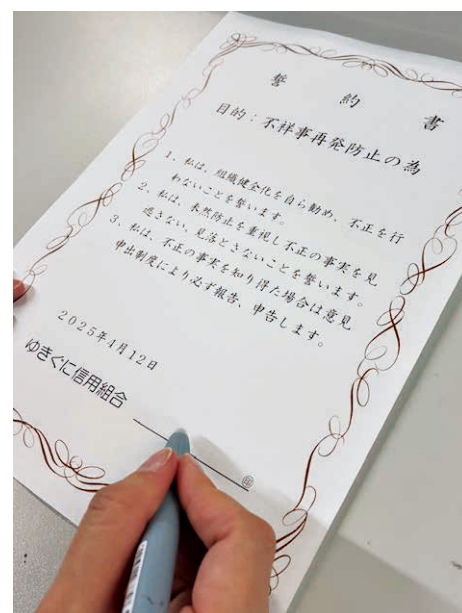 誓約書
目的：不祥事再発防止の為
1、私は、組織健全化を自ら勧め、不正を行
わないことを誓います。
2、私は、未然防止を重視し不正の事実を見
逃さない、見落とさないことを誓います。
3、私は、不正の事実を知り得た場合は意見
申出制度により必ず報告、申告します。
2025年4月12日
ゆきぐに信用組合
㊞